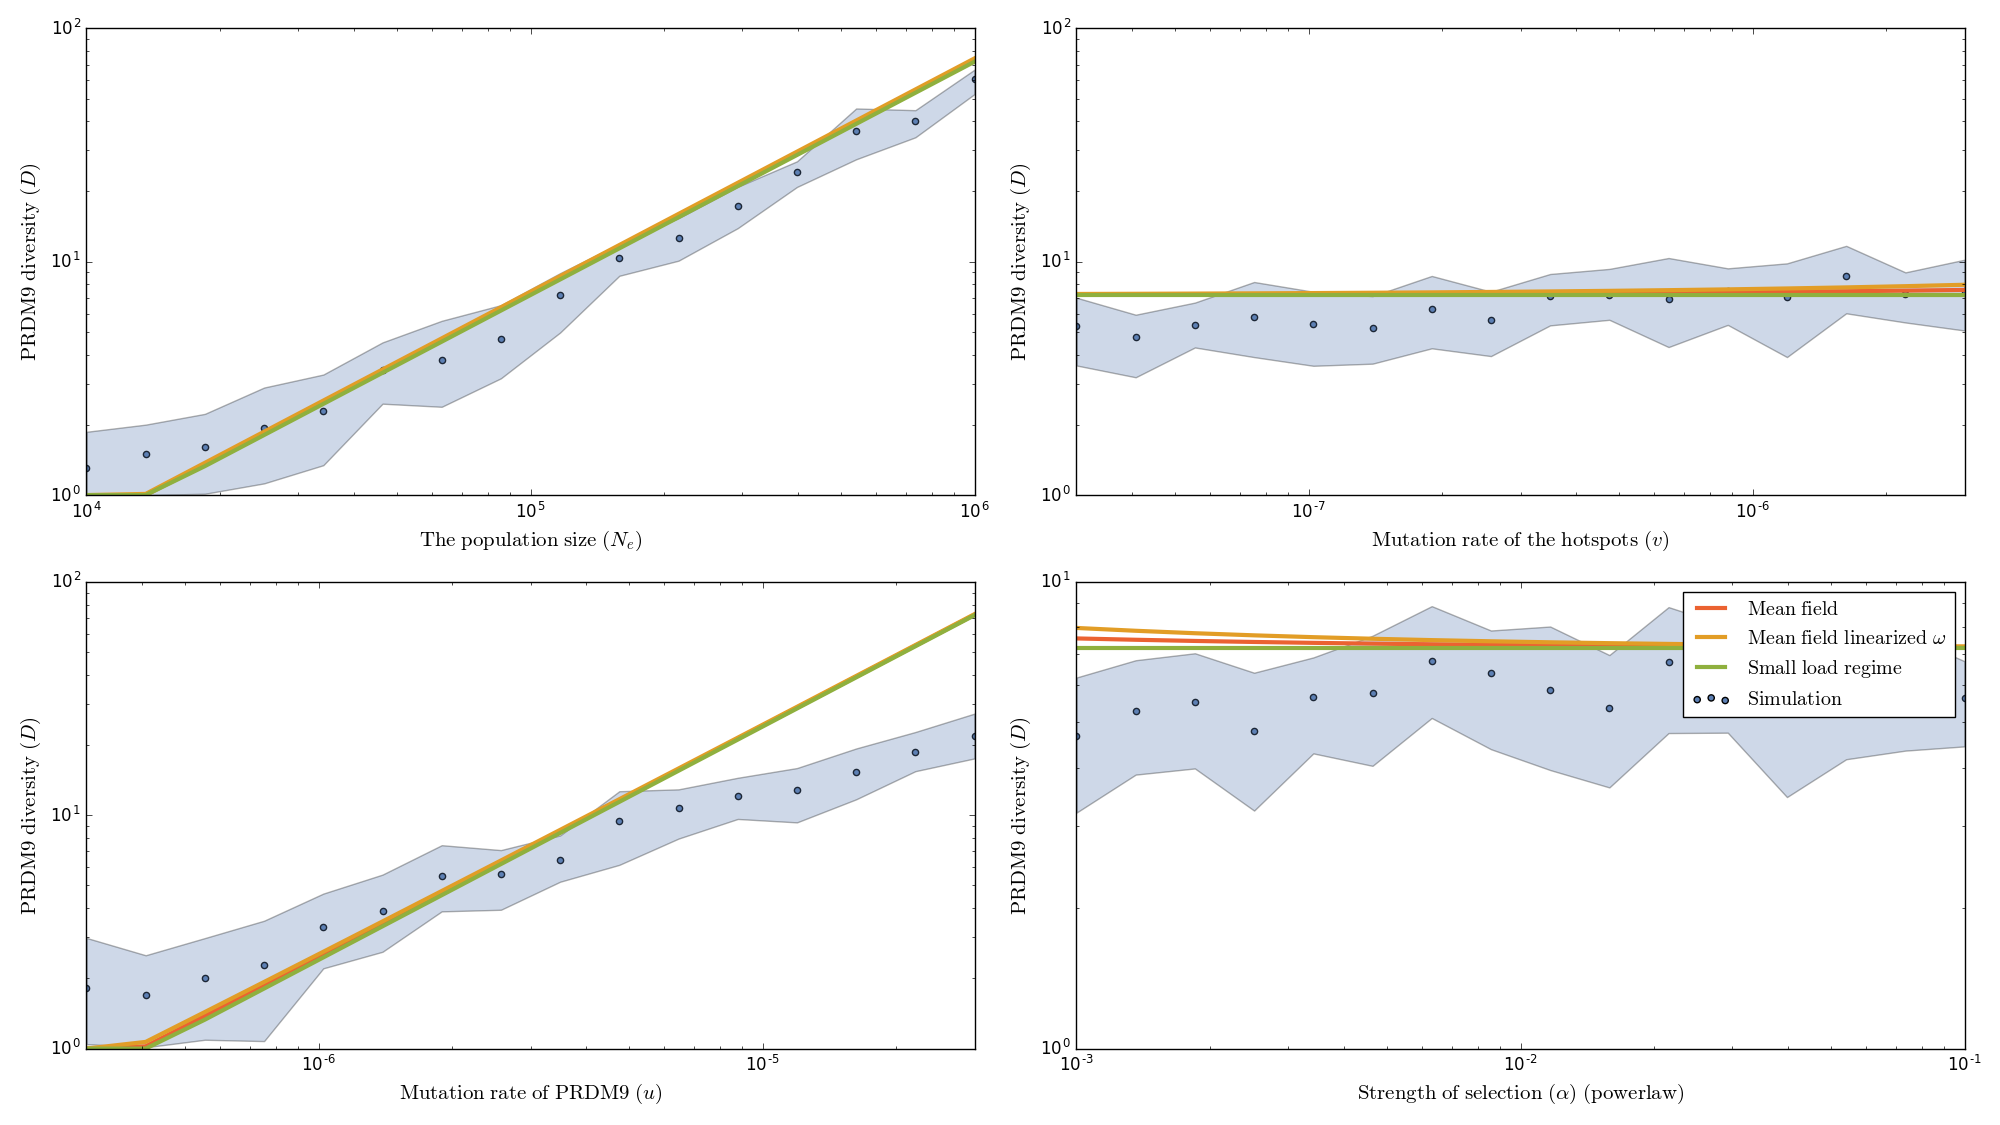 10^2
10^1
10^0
PRDM9 diversity (D)
10^4
10^5
10^6
The population size (N_e)
10^2
10^1
10^0
PRDM9 diversity (D)
10^-7
10^-6
Mutation rate of the hotspots (v)
10^2
10^1
10^0
PRDM9 diversity (D)
10^-6
10^-5
Mutation rate of PRDM9 (u)
10^1
10^0
PRDM9 diversity (D)
Mean field
Mean field linearized ω
Small load regime
Simulation
10^-3
10^-2
10^-1
Strength of selection (α) (powerlaw)